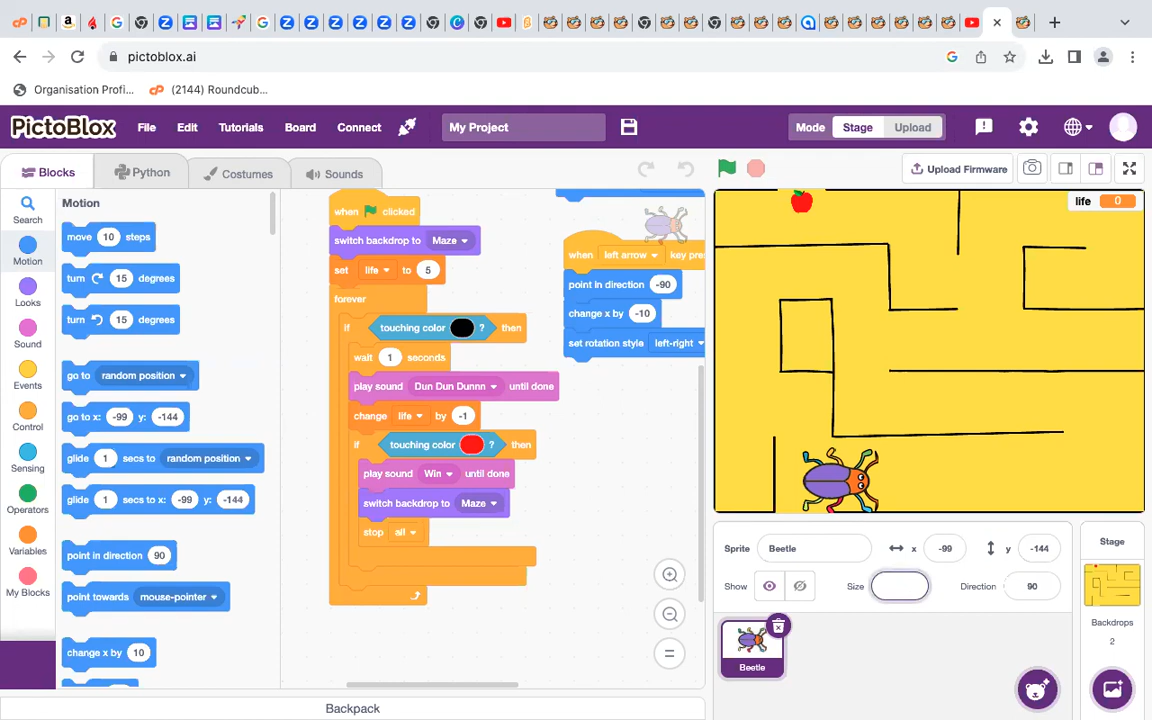 pictoblox.ai
Organisation Profi...
(2144) Roundcub...
PictoBlox
File
Edit
Tutorials
Board
Connect
My Project
Mode
Stage
Upload
Blocks
Python
Costumes
Sounds
Upload Firmware
Search
Motion
Looks
Sound
Events
Control
Sensing
Operators
Variables
My Blocks
Motion
move 10 steps
turn 15 degrees
turn 15 degrees
go to random position
go to x: -99 y: -144
glide 1 secs to random position
glide 1 secs to x: -99 y: -144
point in direction 90
point towards mouse-pointer
change x by 10
when clicked
switch backdrop to Maze
set life to 5
forever
if touching color ? then
wait 1 seconds
play sound Dun Dun Dunnn until done
change life by -1
if touching color ? then
play sound Win until done
switch backdrop to Maze
stop all
when left arrow key pre
point in direction -90
change x by -10
set rotation style left-right
life 0
Sprite
Beetle
x -99
y -144
Show
Size
Direction 90
Beetle
Stage
Backdrops
2
Backpack